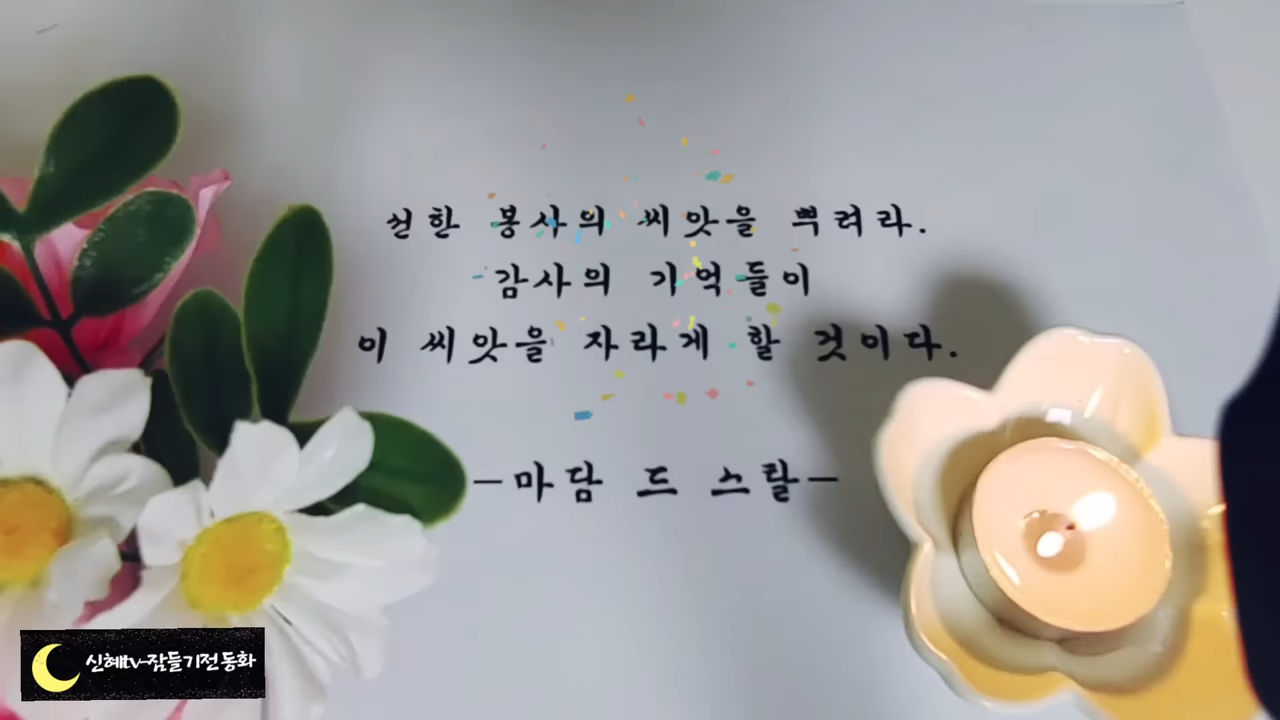 선한 봉사의 씨앗을 뿌려라.
감사의 기억들이
이 씨앗을 자라게 할 것이다.
-마담 드 스탈-
신혜tv-잠들기전동화